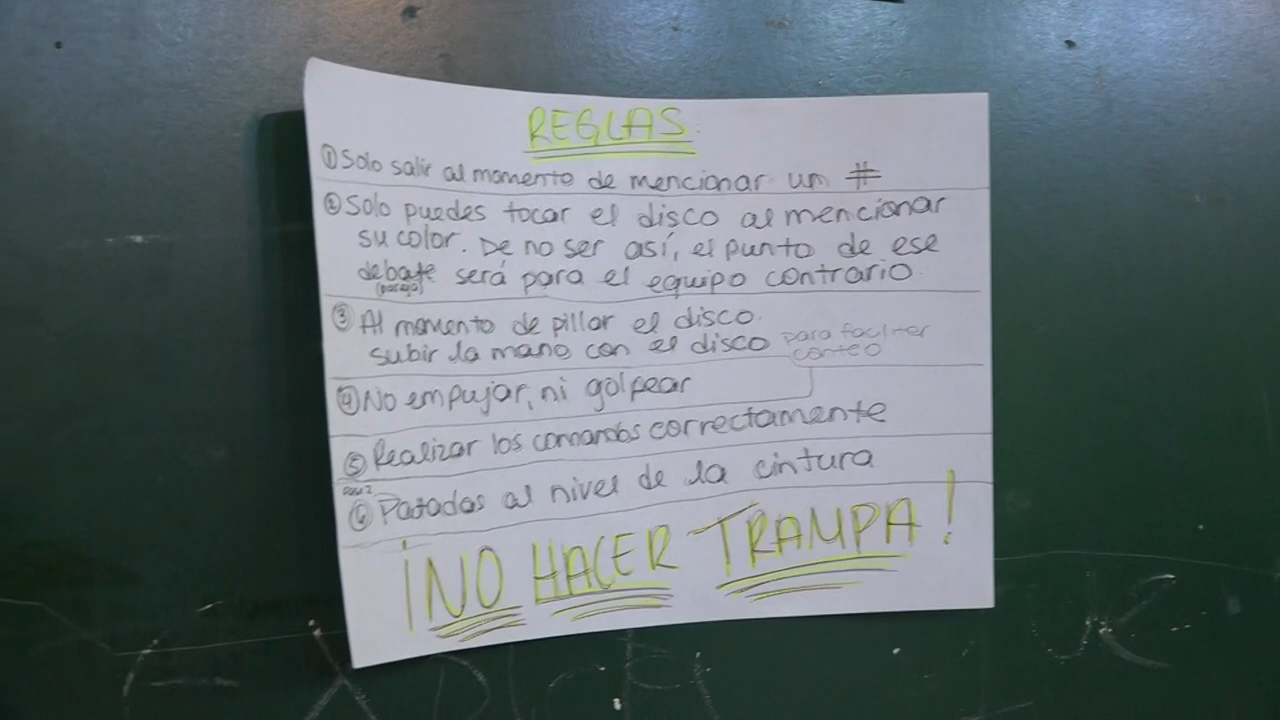 REGLAS
① Solo salir al momento de mencionar un #
② Solo puedes tocar el disco al mencionar
su color. De no ser así, el punto de ese
debate será para el equipo contrario
(pareja)
③ Al momento de pillar el disco.
subir la mano con el disco para facilitar
conteo
④ No empujar, ni golpear
⑤ Realizar los comandos correctamente
⑥ Patadas al nivel de la cintura
¡NO HACER TRAMPA!